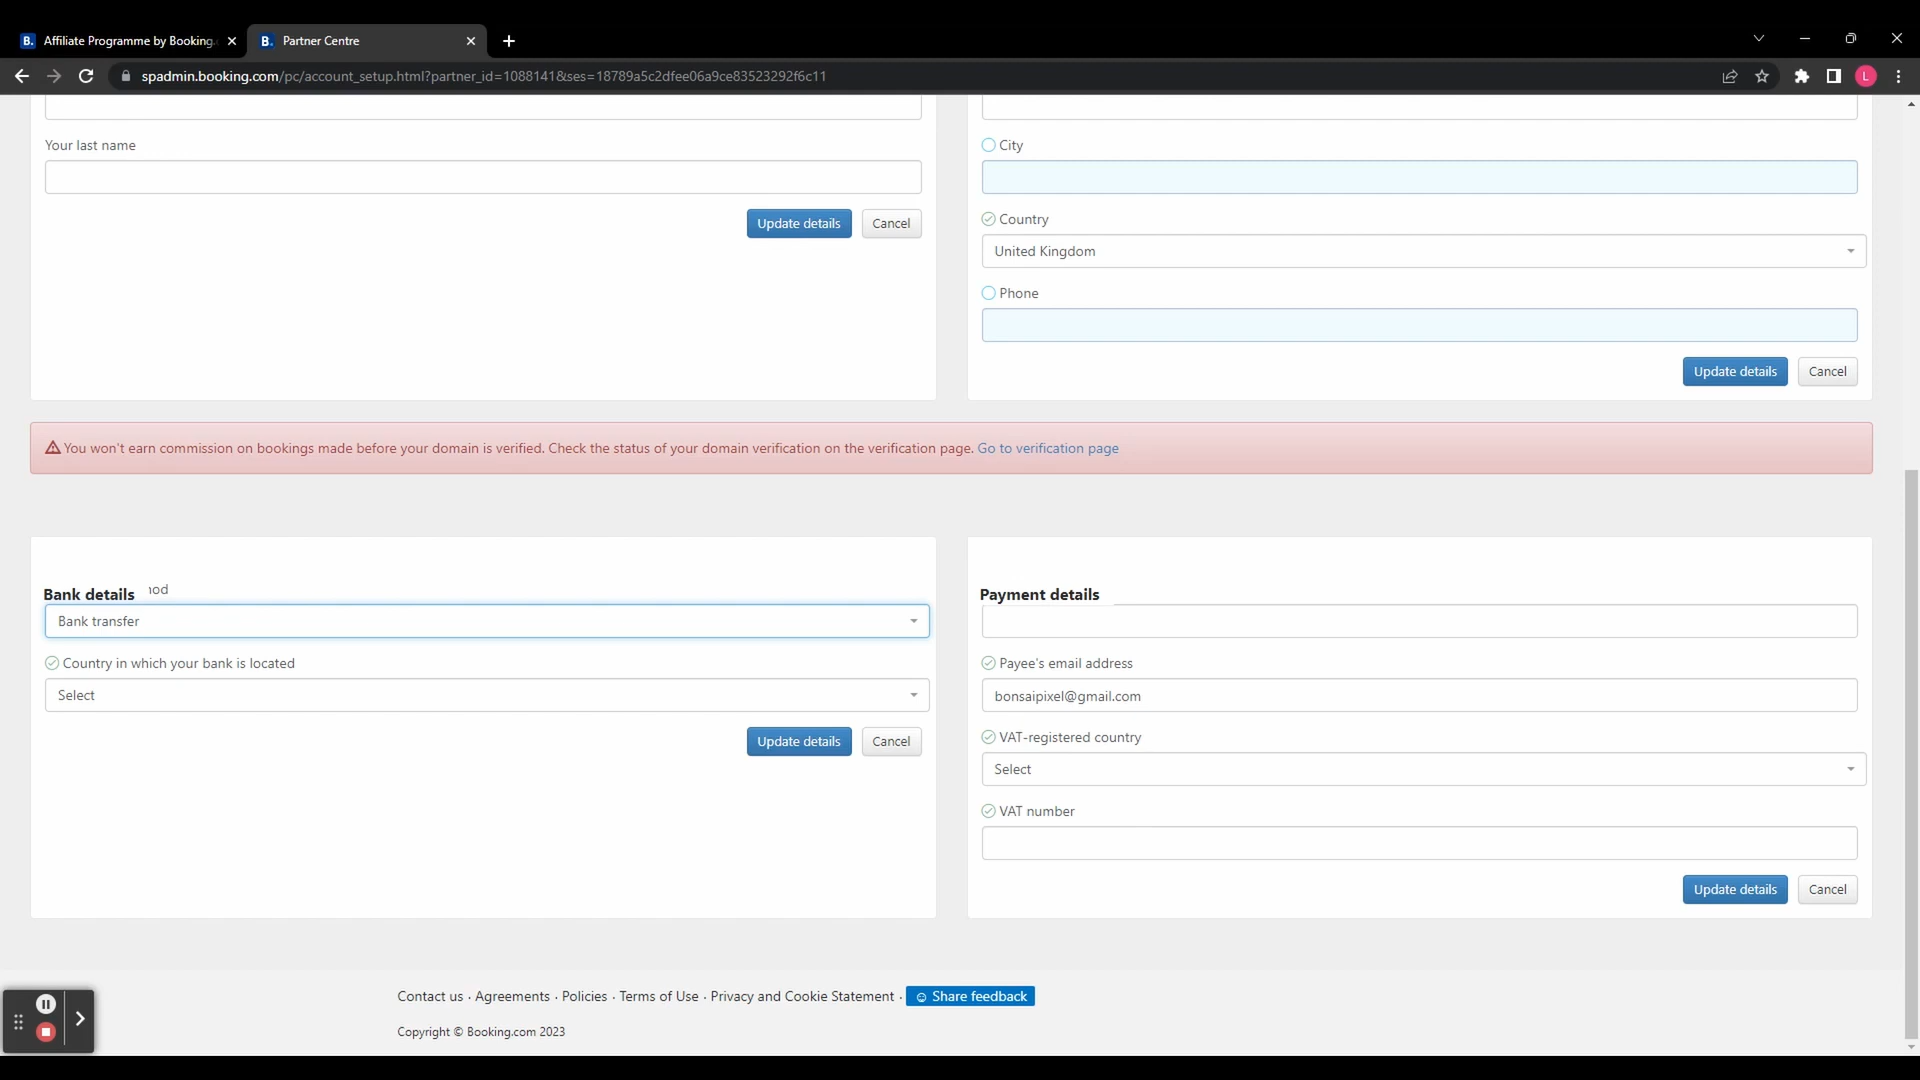 Affiliate Programme by Booking.
Partner Centre
spadmin.booking.com/pc/account_setup.html?partner_id=1088141&ses=18789a5c2dfee06a9ce83523292f6c11
L
Your last name
Update details
Cancel
City
Country
United Kingdom
Phone
Update details
Cancel
You won't earn commission on bookings made before your domain is verified. Check the status of your domain verification on the verification page. Go to verification page
Bank details
Bank transfer
Country in which your bank is located
Select
Update details
Cancel
Payment details
Payee's email address
bonsaipixel@gmail.com
VAT-registered country
Select
VAT number
Update details
Cancel
Contact us · Agreements · Policies · Terms of Use · Privacy and Cookie Statement · Share feedback
Copyright © Booking.com 2023